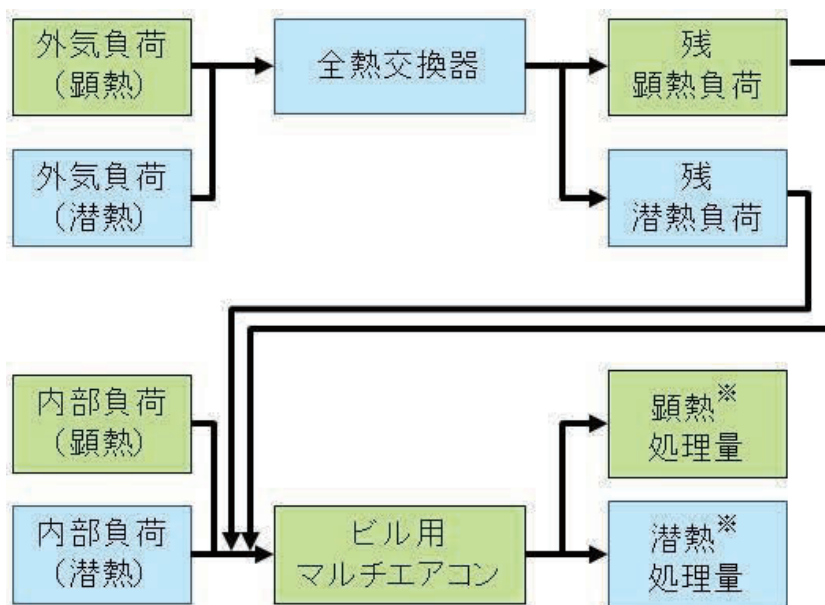 外気負荷
(顕熱)
全熱交換器
残
顕熱負荷
外気負荷
(潜熱)
残
潜熱負荷
内部負荷
(顕熱)
顕熱※
処理量
内部負荷
(潜熱)
ビル用
マルチエアコン
潜熱※
処理量